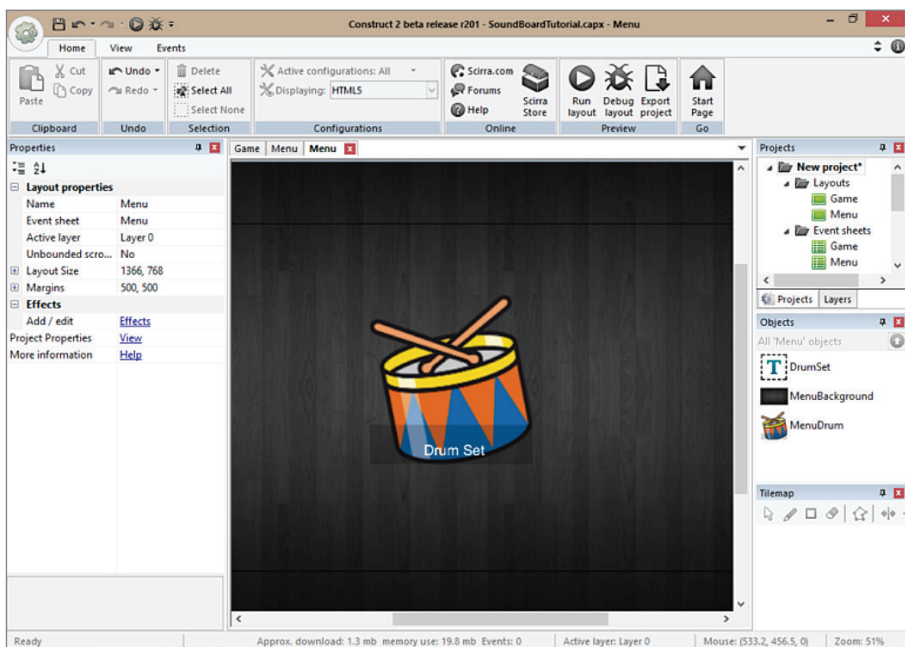 Construct 2 beta release r201 - SoundBoardTutorial.capx - Menu
Home View Events
Paste Cut Copy
Clipboard
Undo Redo
Undo
Delete
Select All
Select None
Selection
Active configurations: All
Displaying: HTML5
Configurations
Scirra.com
Forums
Help
Scirra Store
Online
Run layout Debug layout Export project
Preview
Start Page
Go
Properties
Layout properties
Name Menu
Event sheet Menu
Active layer Layer 0
Unbounded scro... No
Layout Size 1366, 768
Margins 500, 500
Effects
Add / edit Effects
Project Properties View
More information Help
Game Menu Menu
Drum Set
Projects
New project*
Layouts
Game
Menu
Event sheets
Game
Menu
Projects Layers
Objects
All 'Menu' objects
T DrumSet
MenuBackground
MenuDrum
Tilemap
Ready Approx. download: 1.3 mb memory use: 19.8 mb Events: 0 Active layer: Layer 0 Mouse: (533.2, 456.5, 0) Zoom: 51%